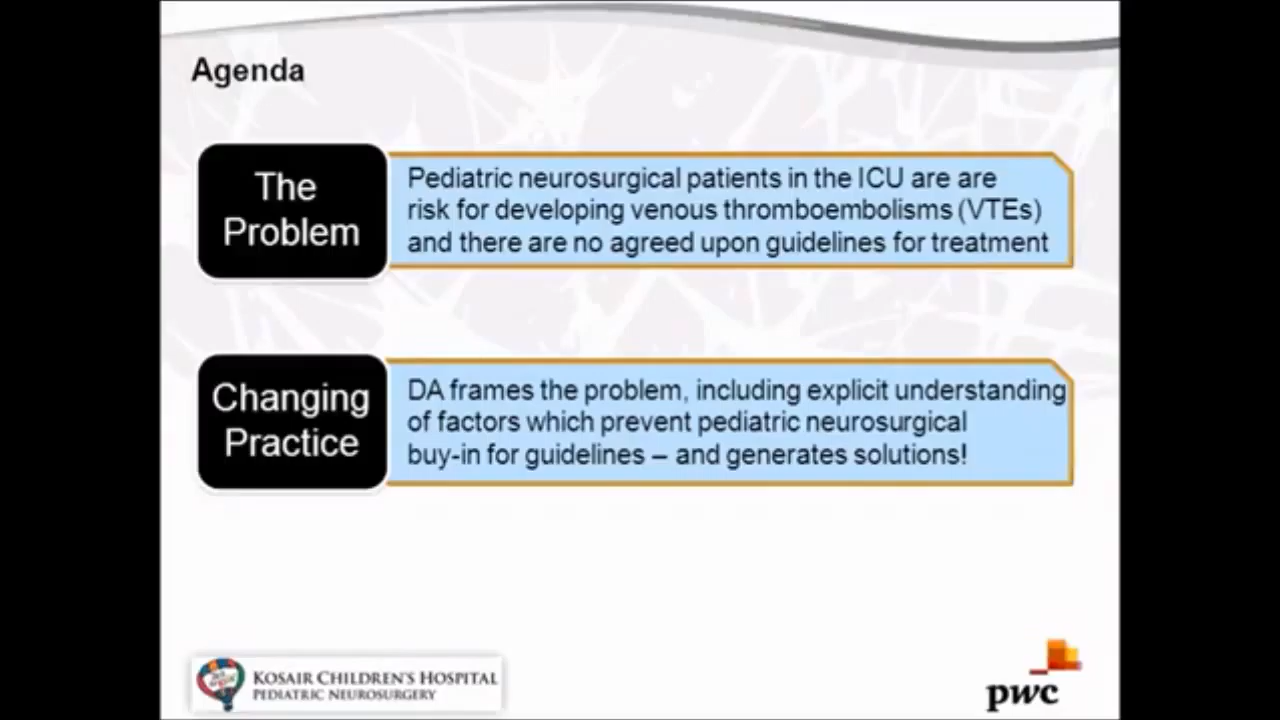 Agenda
The
Problem
Pediatric neurosurgical patients in the ICU are are
risk for developing venous thromboembolisms (VTEs)
and there are no agreed upon guidelines for treatment
Changing
Practice
DA frames the problem, including explicit understanding
of factors which prevent pediatric neurosurgical
buy-in for guidelines – and generates solutions!
KOSAIR CHILDREN'S HOSPITAL
PEDIATRIC NEUROSURGERY
pwc